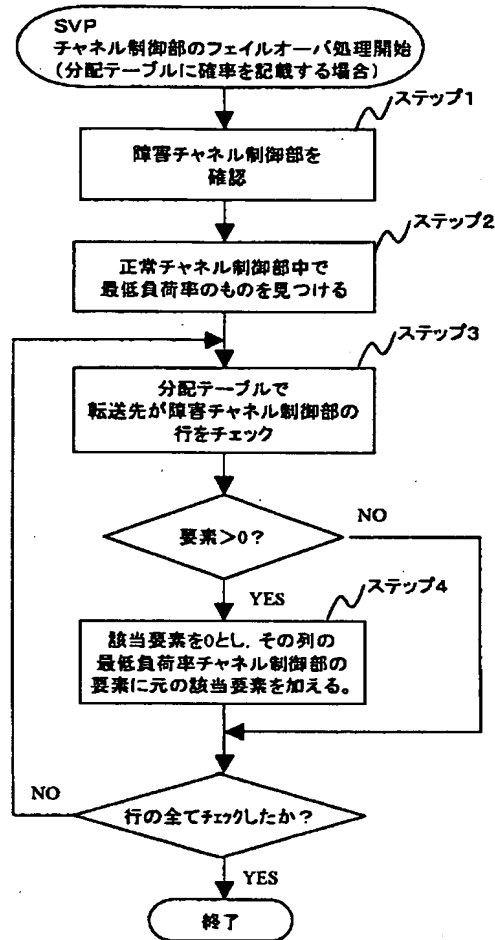 SVP
チャネル制御部のフェイルオーバ処理開始
(分配テーブルに確率を記載する場合)
ステップ1
障害チャネル制御部を
確認
ステップ2
正常チャネル制御部中で
最低負荷率のものを見つける
ステップ3
分配テーブルで
転送先が障害チャネル制御部の
行をチェック
要素>0?
NO
YES
ステップ4
該当要素を0とし,その列の
最低負荷率チャネル制御部の
要素に元の該当要素を加える。
NO
行の全てチェックしたか?
YES
終了